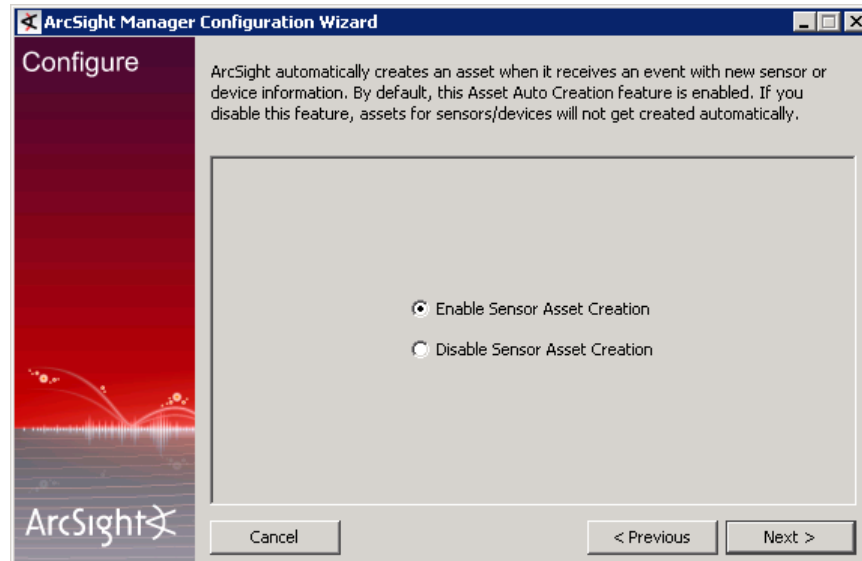 ArcSight Manager Configuration Wizard
Configure
ArcSight automatically creates an asset when it receives an event with new sensor or
device information. By default, this Asset Auto Creation feature is enabled. If you
disable this feature, assets for sensors/devices will not get created automatically.
Enable Sensor Asset Creation
Disable Sensor Asset Creation
ArcSight
Cancel
< Previous
Next >